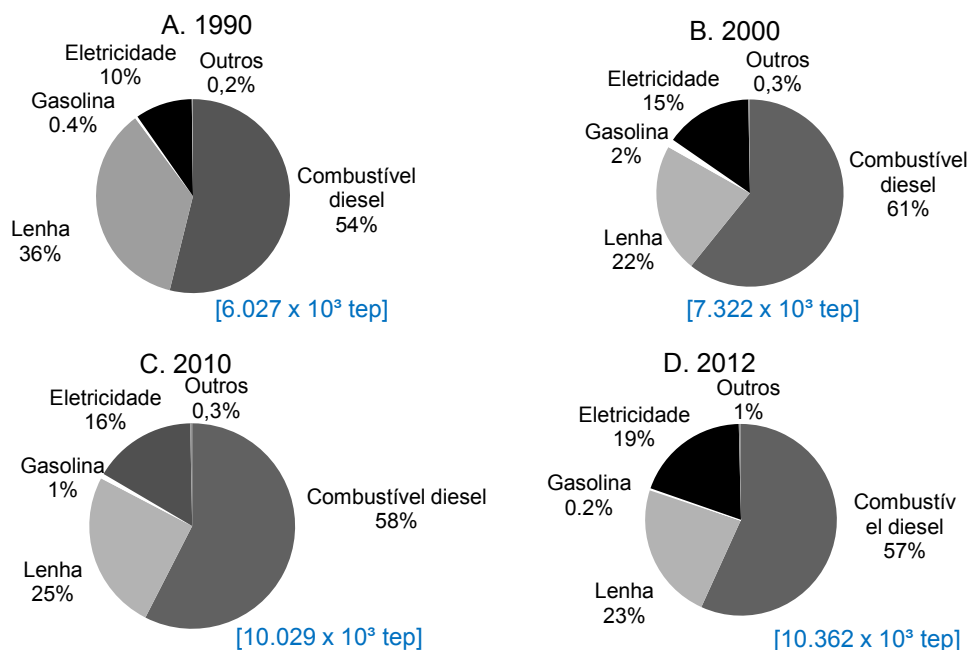 A. 1990
Eletricidade
10%
Outros
0,2%
Gasolina
0.4%
Combustível
diesel
54%
Lenha
36%
[6.027 x 10³ tep]
B. 2000
Eletricidade
15%
Outros
0,3%
Gasolina
2%
Combustível
diesel
61%
Lenha
22%
[7.322 x 10³ tep]
C. 2010
Eletricidade
16%
Outros
0,3%
Gasolina
1%
Combustível diesel
58%
Lenha
25%
[10.029 x 10³ tep]
D. 2012
Eletricidade
19%
Outros
1%
Gasolina
0.2%
Combustív
el diesel
57%
Lenha
23%
[10.362 x 10³ tep]